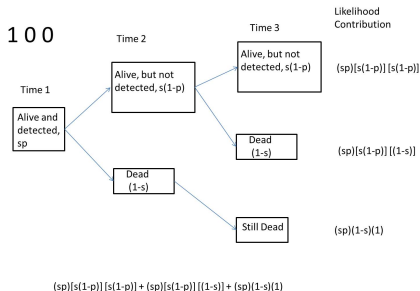 Likelihood
Contribution
1 0 0
Time 2
Time 3
Alive, but not
detected, s(1-p)
(sp)[s(1-p)] [s(1-p)]
Alive, but not
detected, s(1-p)
Time 1
Alive and
detected,
sp
Dead
(1-s)
(sp)[s(1-p)] [(1-s)]
Dead
(1-s)
Still Dead
(sp)(1-s)(1)
(sp)[s(1-p)] [s(1-p)] + (sp)[s(1-p)] [(1-s)] + (sp)(1-s)(1)